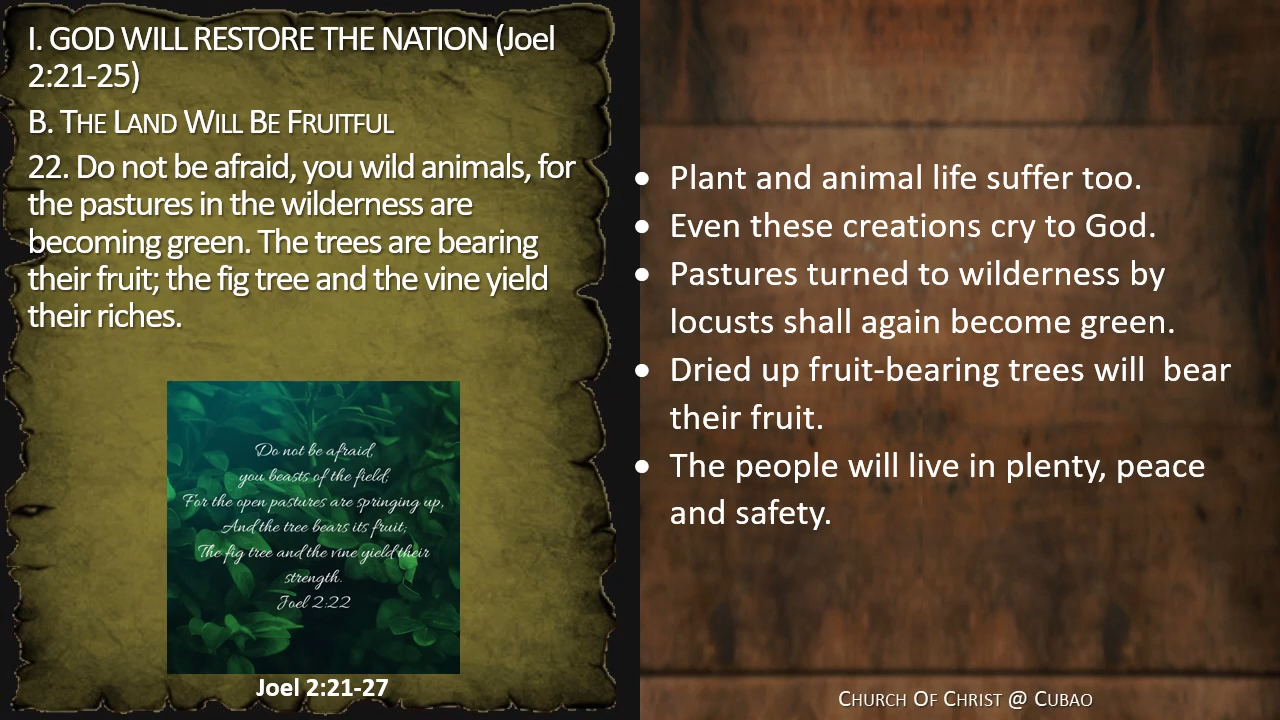 I. GOD WILL RESTORE THE NATION (Joel
2:21-25)
B. THE LAND WILL BE FRUITFUL
22. Do not be afraid, you wild animals, for
the pastures in the wilderness are
becoming green. The trees are bearing
their fruit; the fig tree and the vine yield
their riches.
Do not be afraid,
you beasts of the field;
For the open pastures are springing up,
And the tree bears its fruit;
The fig tree and the vine yield their
strength.
Joel 2:22
Joel 2:21-27
• Plant and animal life suffer too.
• Even these creations cry to God.
• Pastures turned to wilderness by
locusts shall again become green.
• Dried up fruit-bearing trees will  bear
their fruit.
• The people will live in plenty, peace
and safety.
CHURCH OF CHRIST @ CUBAO